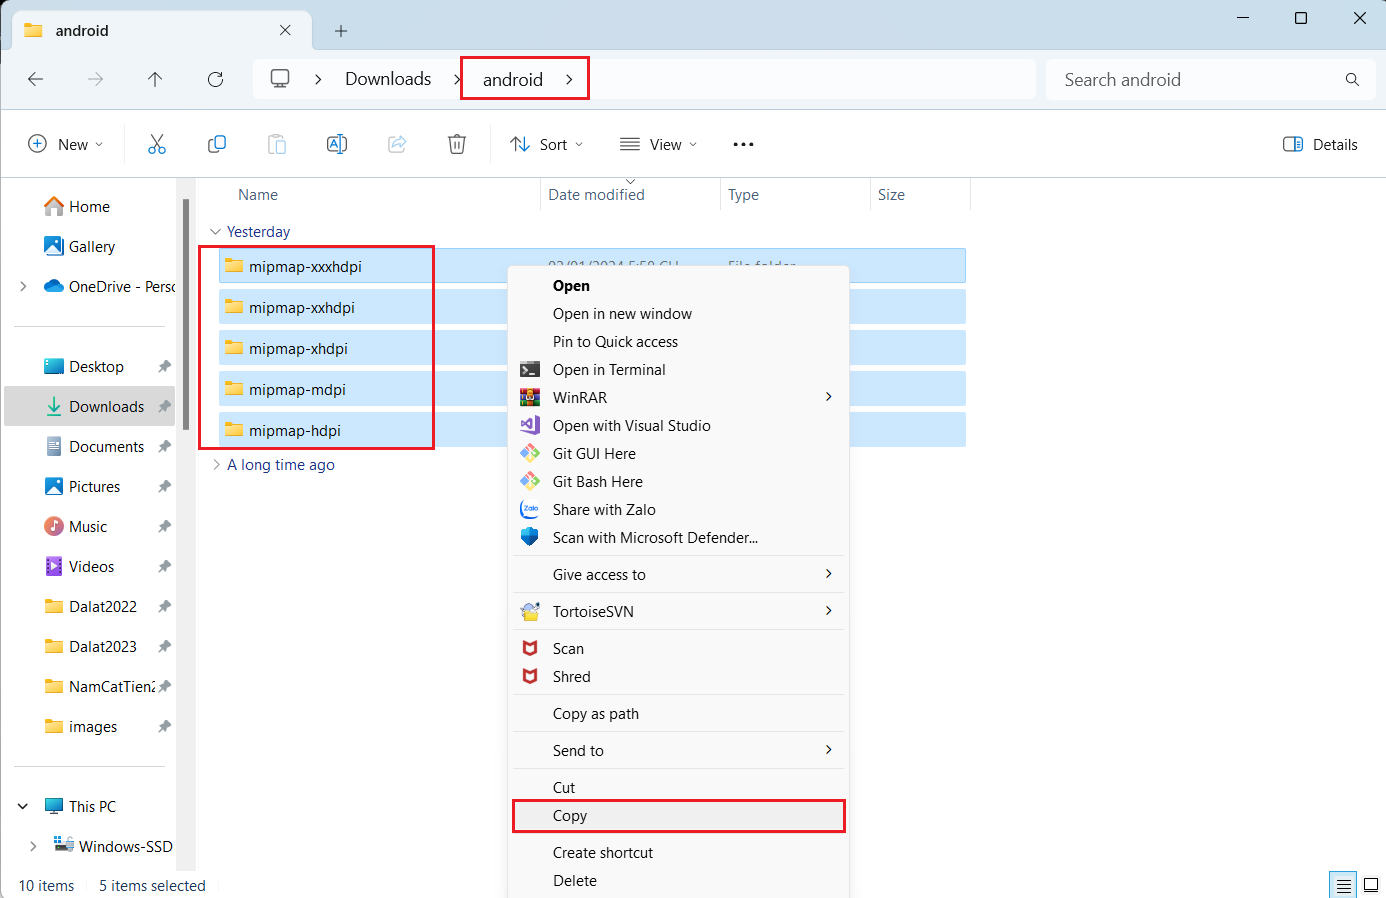 android
Downloads
android
Search android
New
Sort
View
Details
Name
Date modified
Type
Size
Home
Gallery
OneDrive - Perso
Desktop
Downloads
Documents
Pictures
Music
Videos
Dalat2022
Dalat2023
NamCatTien2
images
This PC
Windows-SSD
Yesterday
mipmap-xxxhdpi
mipmap-xxhdpi
mipmap-xhdpi
mipmap-mdpi
mipmap-hdpi
A long time ago
Open
Open in new window
Pin to Quick access
Open in Terminal
WinRAR
Open with Visual Studio
Git GUI Here
Git Bash Here
Zalo
Share with Zalo
Scan with Microsoft Defender...
Give access to
TortoiseSVN
Scan
Shred
Copy as path
Send to
Cut
Copy
Create shortcut
Delete
10 items
5 items selected